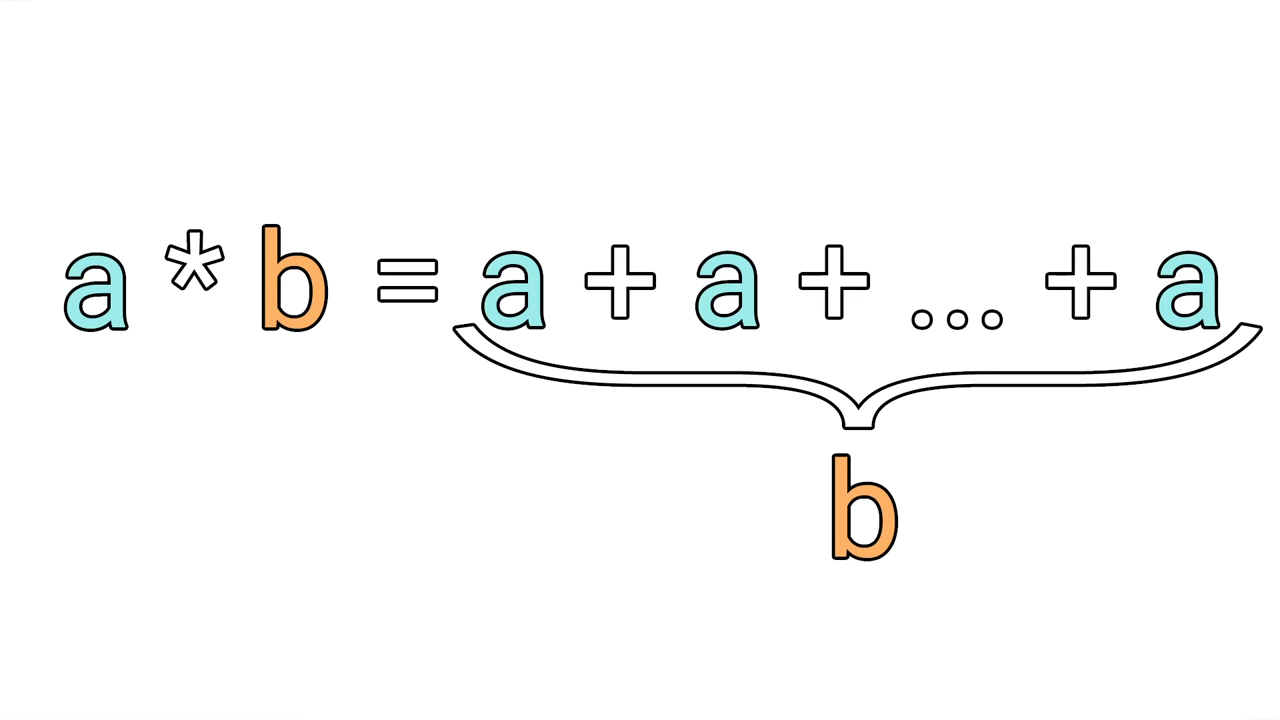 a * b = a + a + ... + a
b